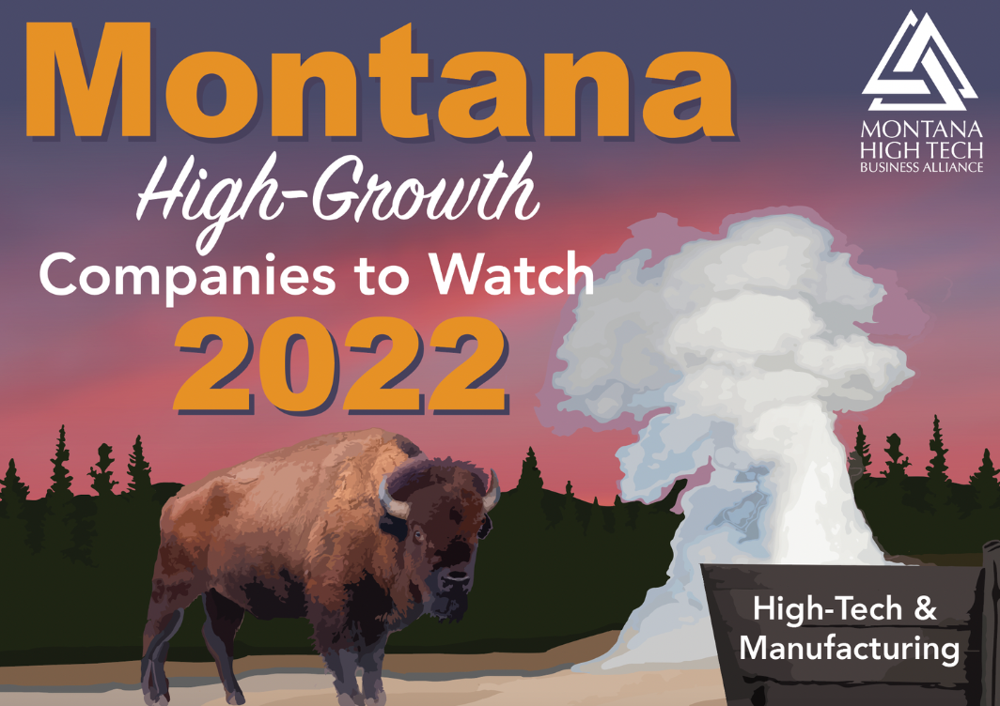 Montana
High-Growth
Companies to Watch
2022
MONTANA
HIGH TECH
BUSINESS ALLIANCE
High-Tech &
Manufacturing